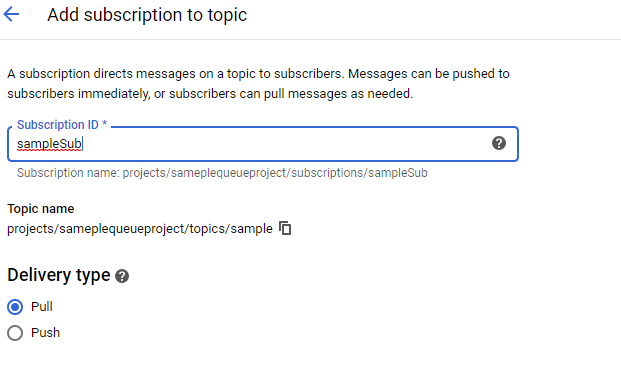 Add subscription to topic
A subscription directs messages on a topic to subscribers. Messages can be pushed to
subscribers immediately, or subscribers can pull messages as needed.
Subscription ID *
sampleSub
Subscription name: projects/sameplequeueproject/subscriptions/sampleSub
Topic name
projects/sameplequeueproject/topics/sample
Delivery type
Pull
Push